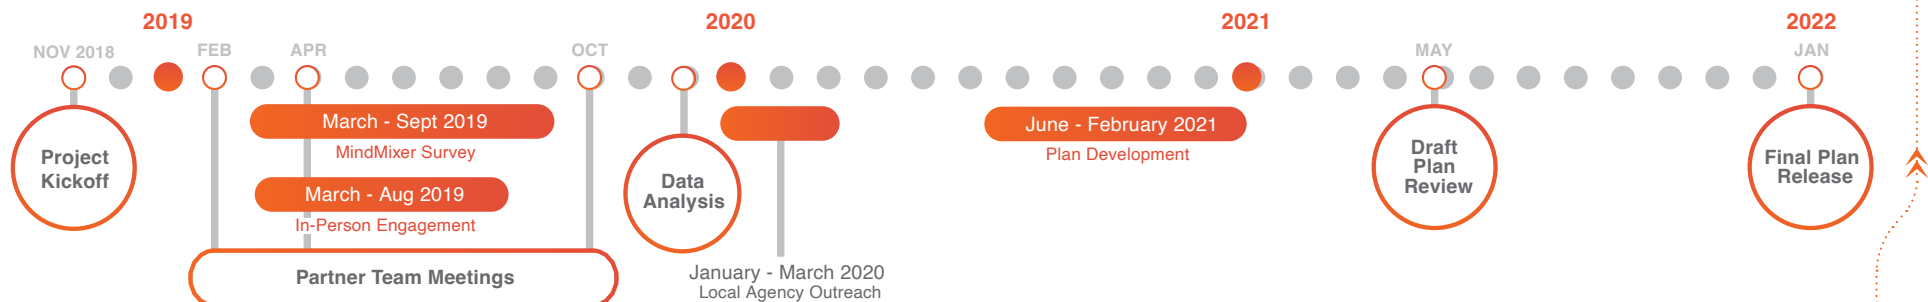 2019
2020
2021
2022
NOV 2018
FEB
APR
OCT
MAY
JAN
March - Sept 2019
MindMixer Survey
June - February 2021
Plan Development
Project
Kickoff
Draft
Plan
Review
Final Plan
Release
March - Aug 2019
In-Person Engagement
Data
Analysis
Partner Team Meetings
January - March 2020
Local Agency Outreach